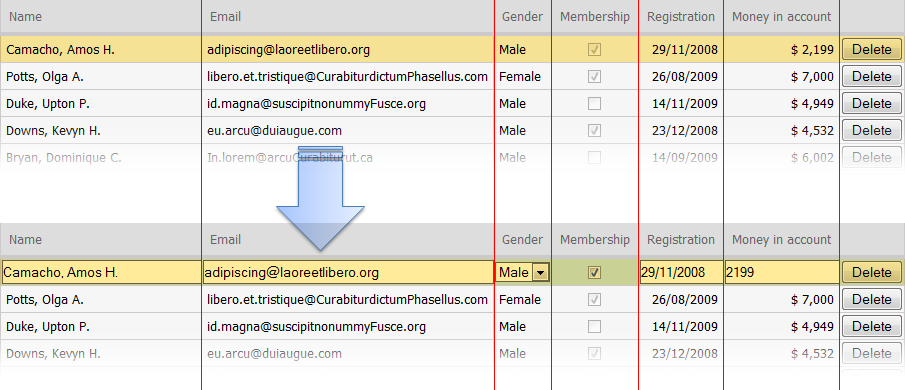 Name Email Gender Membership Registration Money in account
Camacho, Amos H. adipiscing@laoreetlibero.org Male 29/11/2008 $ 2,199 Delete
Potts, Olga A. libero.et.tristique@CurabiturdictumPhasellus.com Female 26/08/2009 $ 7,000 Delete
Duke, Upton P. id.magna@suscipitnonummyFusce.org Male 14/11/2009 $ 4,949 Delete
Downs, Kevyn H. eu.arcu@duiaugue.com Male 23/12/2008 $ 4,532 Delete
Bryan, Dominique C. In.lorem@arcuCurabiturut.ca Male 14/09/2009 $ 6,002 Delete
Name Email Gender Membership Registration Money in account
Camacho, Amos H. adipiscing@laoreetlibero.org Male 29/11/2008 2199 Delete
Potts, Olga A. libero.et.tristique@CurabiturdictumPhasellus.com Female 26/08/2009 $ 7,000 Delete
Duke, Upton P. id.magna@suscipitnonummyFusce.org Male 14/11/2009 $ 4,949 Delete
Downs, Kevyn H. eu.arcu@duiaugue.com Male 23/12/2008 $ 4,532 Delete